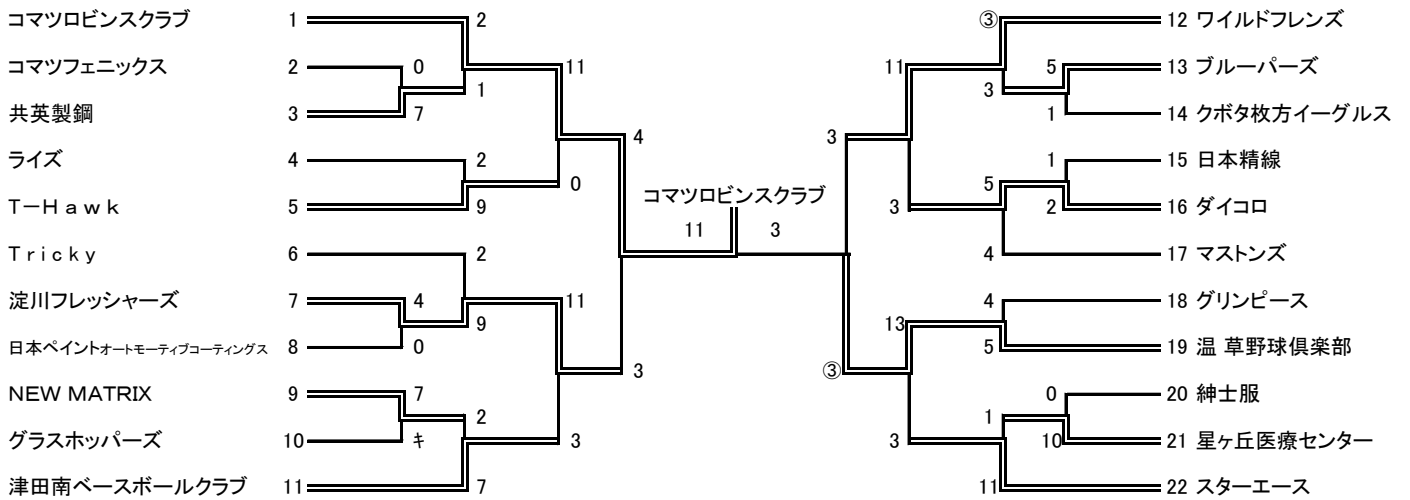 コマツロビンスクラブ 1 2 ③ 12 ワイルドフレンズ
コマツフェニックス 2 0 11 11 5 13 ブルーパーズ
1 3
共英製鋼 3 7 1 14 クボタ枚方イーグルス
4 3
ライズ 4 2 1 15 日本精線
0 5
コマツロビンスクラブ
T－Hawk 5 9 3 2 16 ダイコロ
11 3
Tricky 6 2 4 17 マストンズ
淀川フレッシャーズ 7 4 11 4 18 グリンピース
9 13
日本ペイントオートモーティブコーティングス 8 0 5 19 温 草野球倶楽部
3 ③
NEW MATRIX 9 7 0 20 紳士服
2 1
グラスホッパーズ 10 キ 3 3 10 21 星ヶ丘医療センター
津田南ベースボールクラブ 11 7 11 22 スターエース